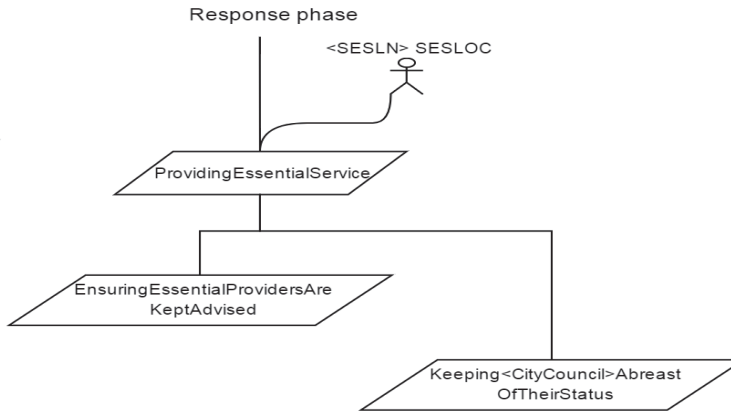 Response phase
<SESLN> SESLOC
ProvidingEssentialService
EnsuringEssentialProvidersAre
KeptAdvised
Keeping<CityCouncil>Abreast
OfTheirStatus